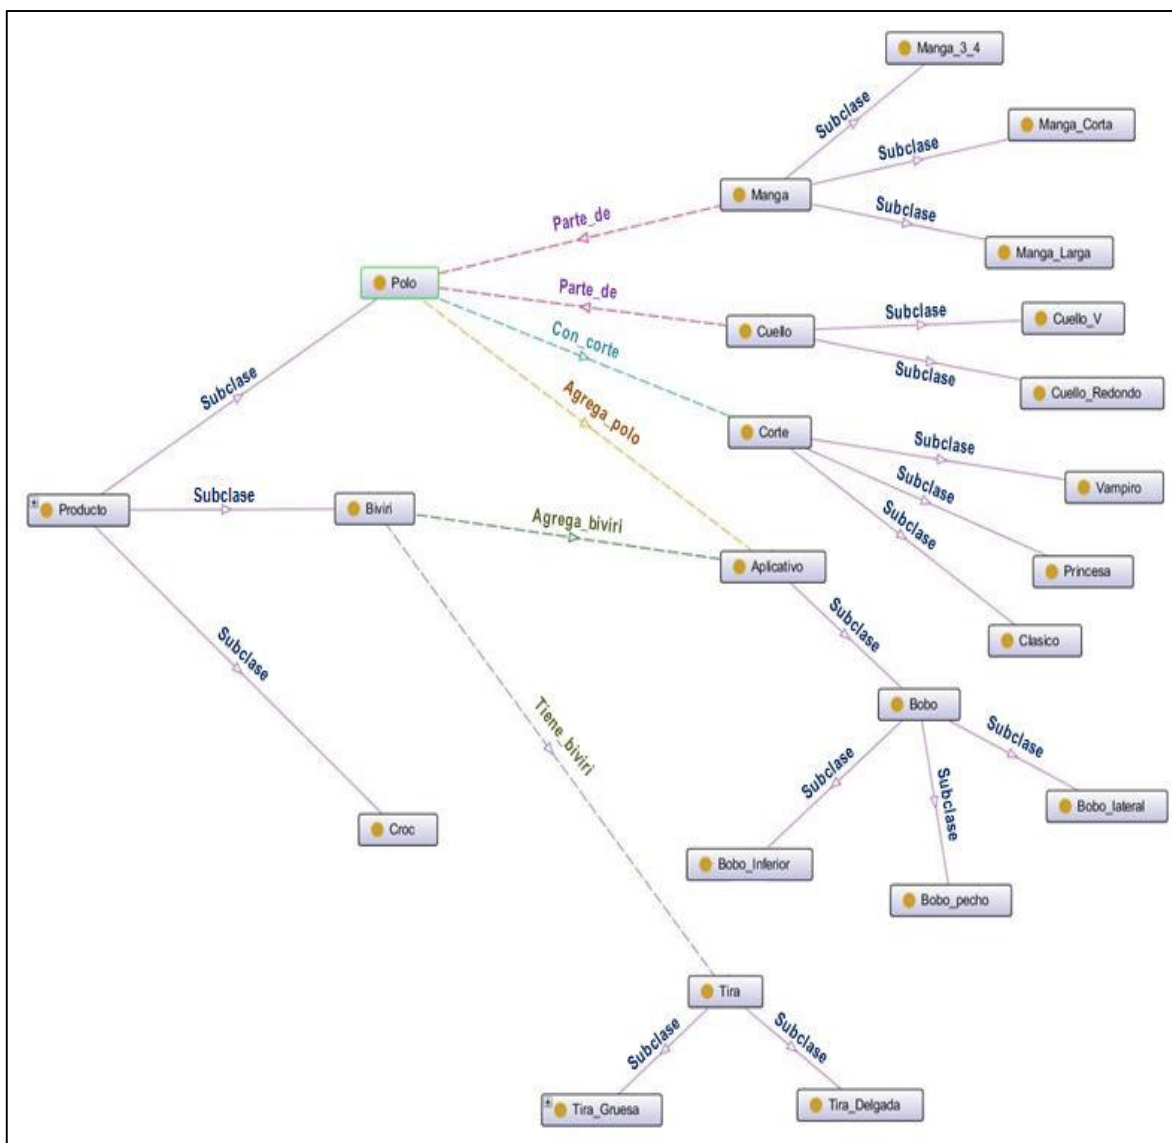 Manga_3_4
Subclase
Manga_Corta
Subclase
Manga
Subclase
Parte_de
Manga_Larga
Polo
Parte_de
Subclase
Cuello_V
Cuello
Con_corte
Subclase
Cuello_Redondo
Subclase
Agrega_polo
Corte
Subclase
Vampiro
Subclase
Subclase
Producto
Subclase
Biviri
Agrega_biviri
Aplicativo
Princesa
Subclase
Clasico
Subclase
Bobo
Tiene_biviri
Subclase
Subclase
Subclase
Bobo_lateral
Croc
Bobo_Inferior
Bobo_pecho
Tira
Subclase
Subclase
Tira_Gruesa
Tira_Delgada